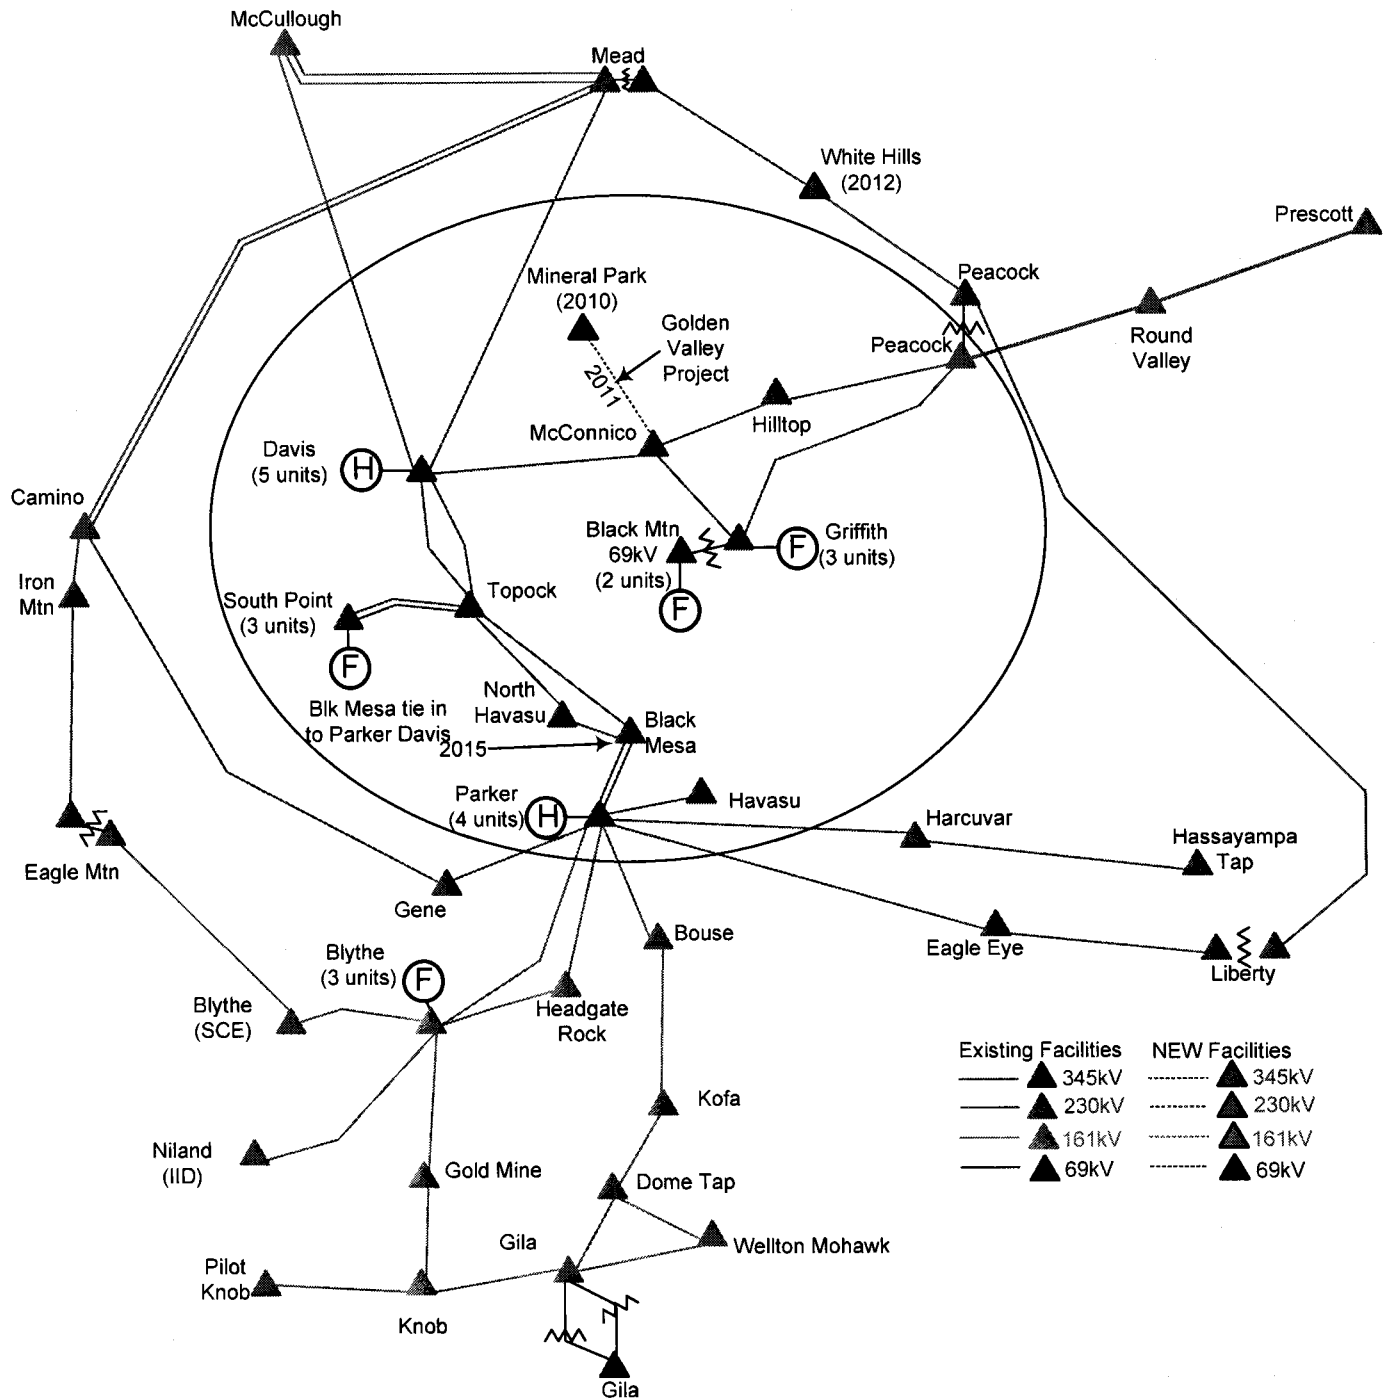 McCullough
Mead
White Hills
(2012)
Prescott
Peacock
Mineral Park
(2010)
Golden
Valley
Project
Peacock
Round
Valley
2011
McConnico
Hilltop
Davis
(5 units)
H
Camino
Black Mtn
69kV
(2 units)
F
Griffith
(3 units)
F
Iron
Mtn
Topock
South Point
(3 units)
F
North
Havasu
Blk Mesa tie in
to Parker Davis
2015
Black
Mesa
Parker
(4 units)
H
Havasu
Harcuvar
Hassayampa
Tap
Eagle Mtn
Gene
Bouse
Eagle Eye
Liberty
Blythe
(3 units)
F
Blythe
(SCE)
Headgate
Rock
Existing Facilities
345kV
230kV
161kV
69kV
NEW Facilities
345kV
230kV
161kV
69kV
Kofa
Niland
(IID)
Gold Mine
Dome Tap
Gila
Wellton Mohawk
Pilot
Knob
Knob
Gila